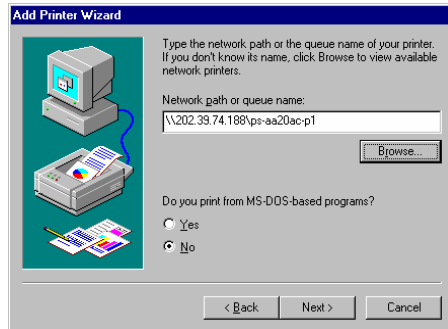 Add Printer Wizard
Type the network path or the queue name of your printer.
If you don't know its name, click Browse to view available
network printers.
Network path or queue name:
\\202.39.74.188\ps-aa20ac-p1
Browse...
Do you print from MS-DOS-based programs?
Yes
No
< Back
Next >
Cancel